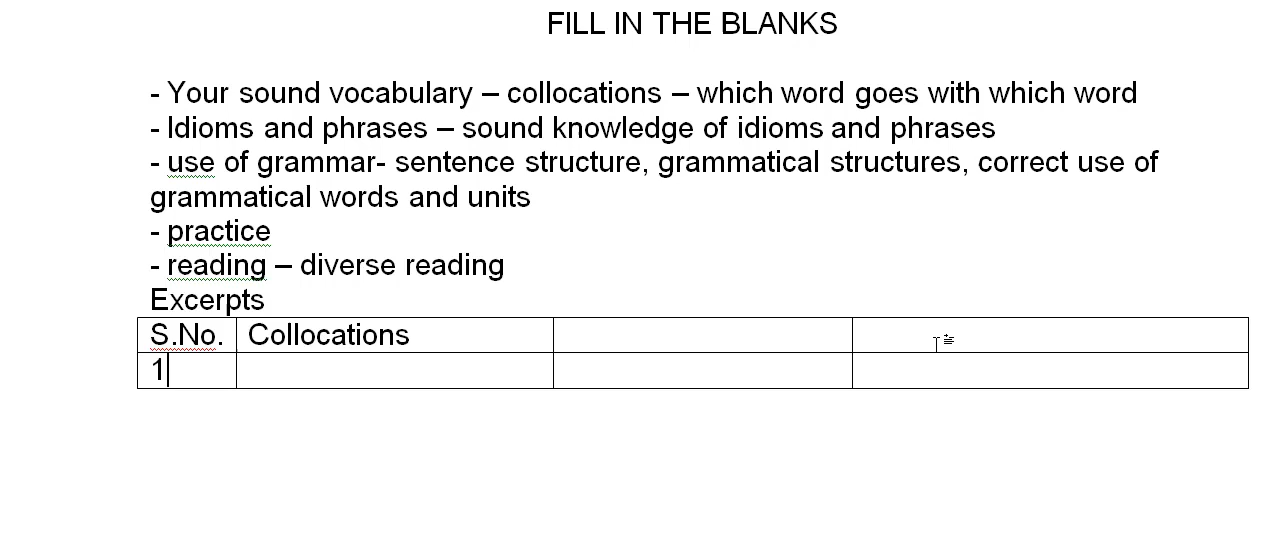 FILL IN THE BLANKS
- Your sound vocabulary – collocations – which word goes with which word
- Idioms and phrases – sound knowledge of idioms and phrases
- use of grammar- sentence structure, grammatical structures, correct use of
grammatical words and units
- practice
- reading – diverse reading
Excerpts
S.No. Collocations
1